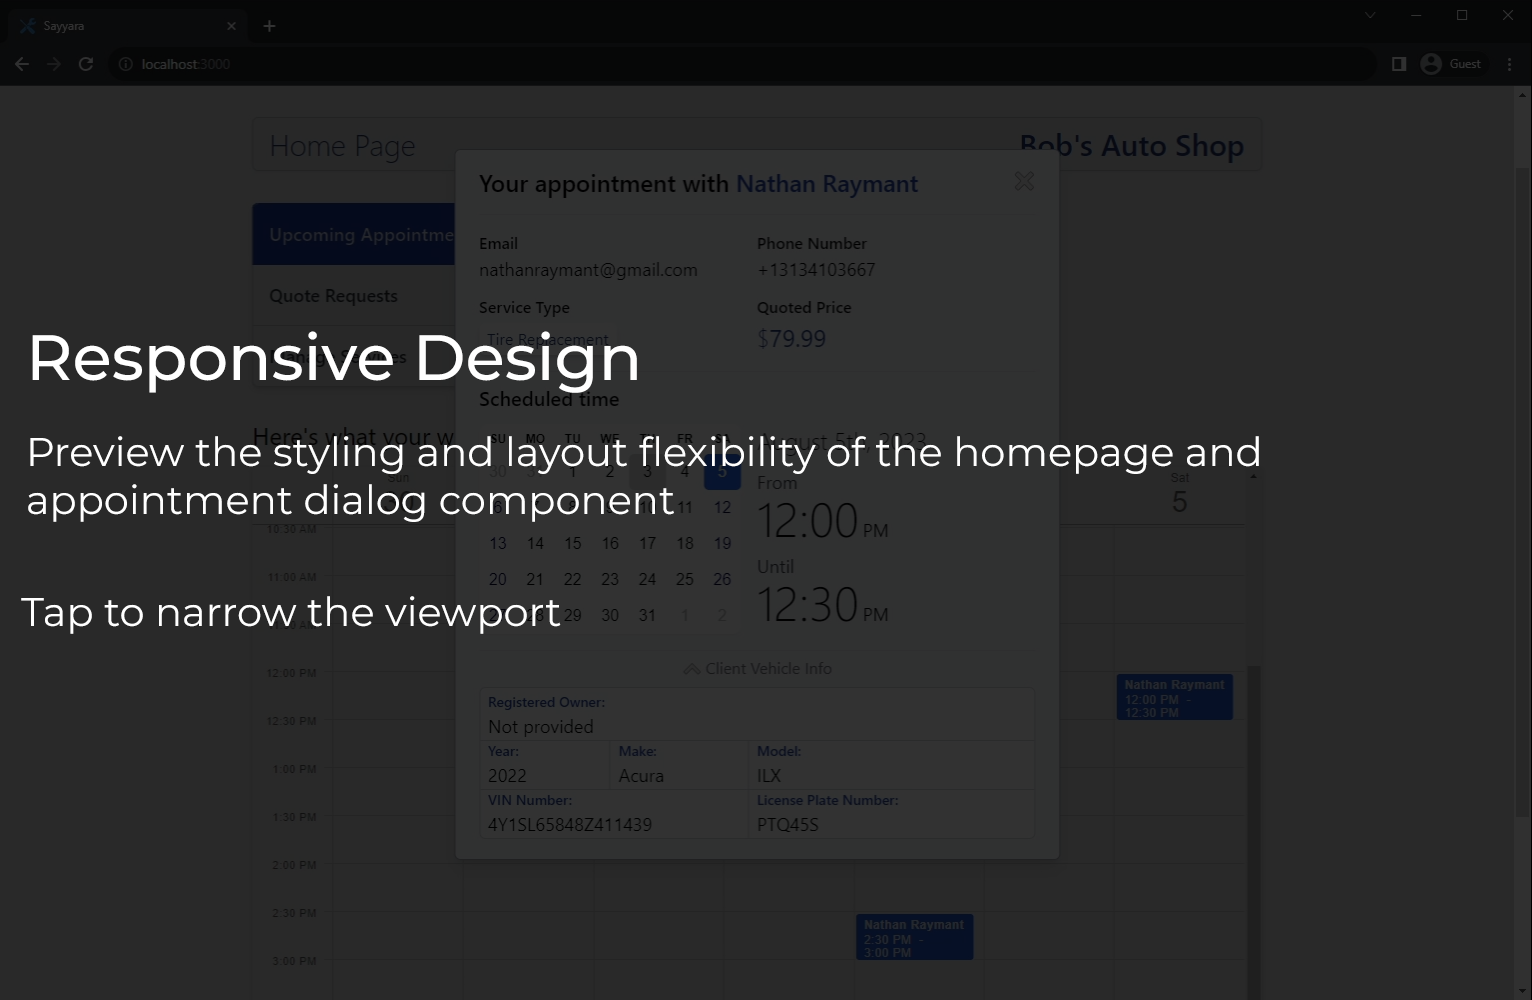 Sayyara
localhost:3000
Guest
Home Page
Bob's Auto Shop
Your appointment with Nathan Raymant
Upcoming Appointme
Email
Phone Number
nathanraymant@gmail.com
+13134103667
Quote Requests
Service Type
Quoted Price
Tire Replacement
$79.99
Responsive Design
Scheduled time
Here's what your w
SU MO TU WE FR SA
August 5th, 2023
Preview the styling and layout flexibility of the homepage and
appointment dialog component
30 1 2 3 4 5
From
Sun
Sat
5
6 10 11 12
12:00 PM
10:30 AM
13 14 15 16 17 18 19
Until
11:00 AM
20 21 22 23 24 25 26
12:30 PM
Tap to narrow the viewport
28 29 30 31 1 2
Client Vehicle Info
12:00 PM
Nathan Raymant
12:00 PM -
12:30 PM
Registered Owner:
Not provided
12:30 PM
Year: Make: Model:
2022 Acura ILX
1:00 PM
VIN Number: License Plate Number:
4Y1SL65848Z411439 PTQ45S
1:30 PM
2:00 PM
2:30 PM
Nathan Raymant
2:30 PM -
3:00 PM
3:00 PM